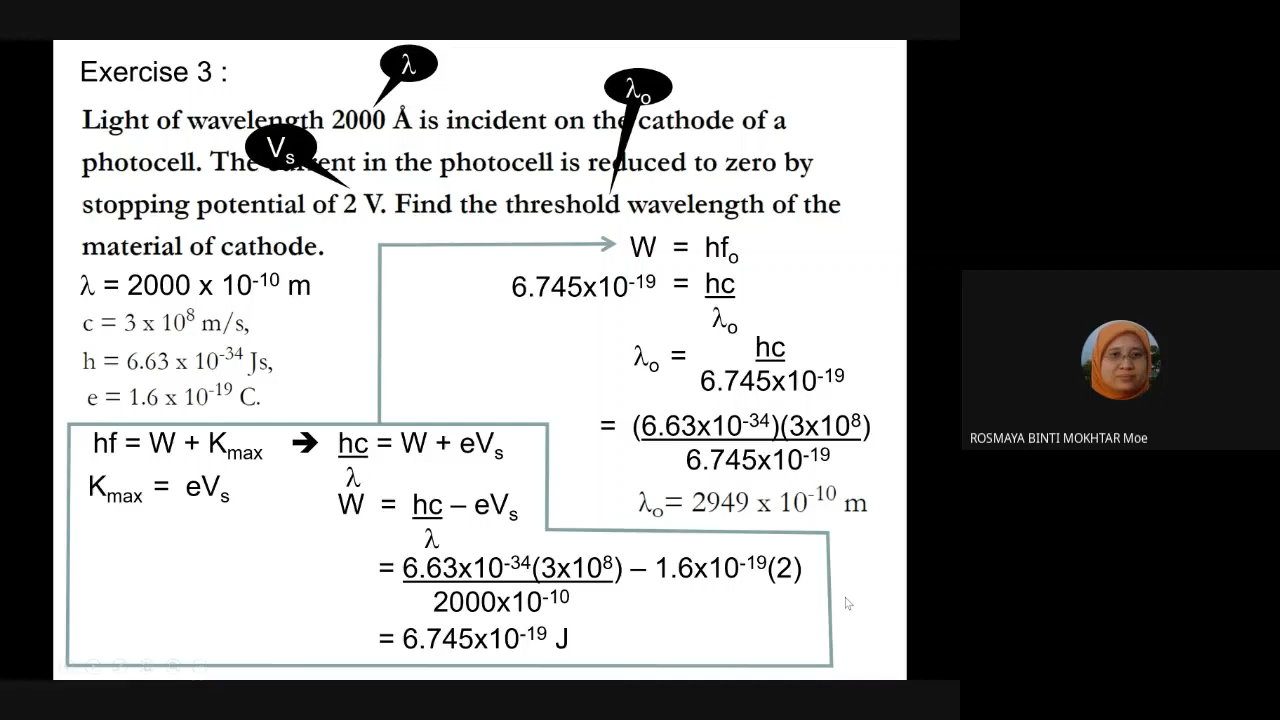 Exercise 3 :
λ
λo
Light of wavelength 2000 Å is incident on the cathode of a
Vs
photocell. The current in the photocell is reduced to zero by
stopping potential of 2 V. Find the threshold wavelength of the
material of cathode.
λ = 2000 x 10⁻¹⁰ m
c = 3 x 10⁸ m/s,
h = 6.63 x 10⁻³⁴ Js,
e = 1.6 x 10⁻¹⁹ C.
hf = W + Kmax ➔ hc = W + eVs
λ
Kmax = eVs
W = hc – eVs
λ
= 6.63x10⁻³⁴(3x10⁸) – 1.6x10⁻¹⁹(2)
2000x10⁻¹⁰
= 6.745x10⁻¹⁹ J
W = hfo
6.745x10⁻¹⁹ = hc
λo
λo = hc
6.745x10⁻¹⁹
= (6.63x10⁻³⁴)(3x10⁸)
6.745x10⁻¹⁹
λo= 2949 x 10⁻¹⁰ m
ROSMAYA BINTI MOKHTAR Moe